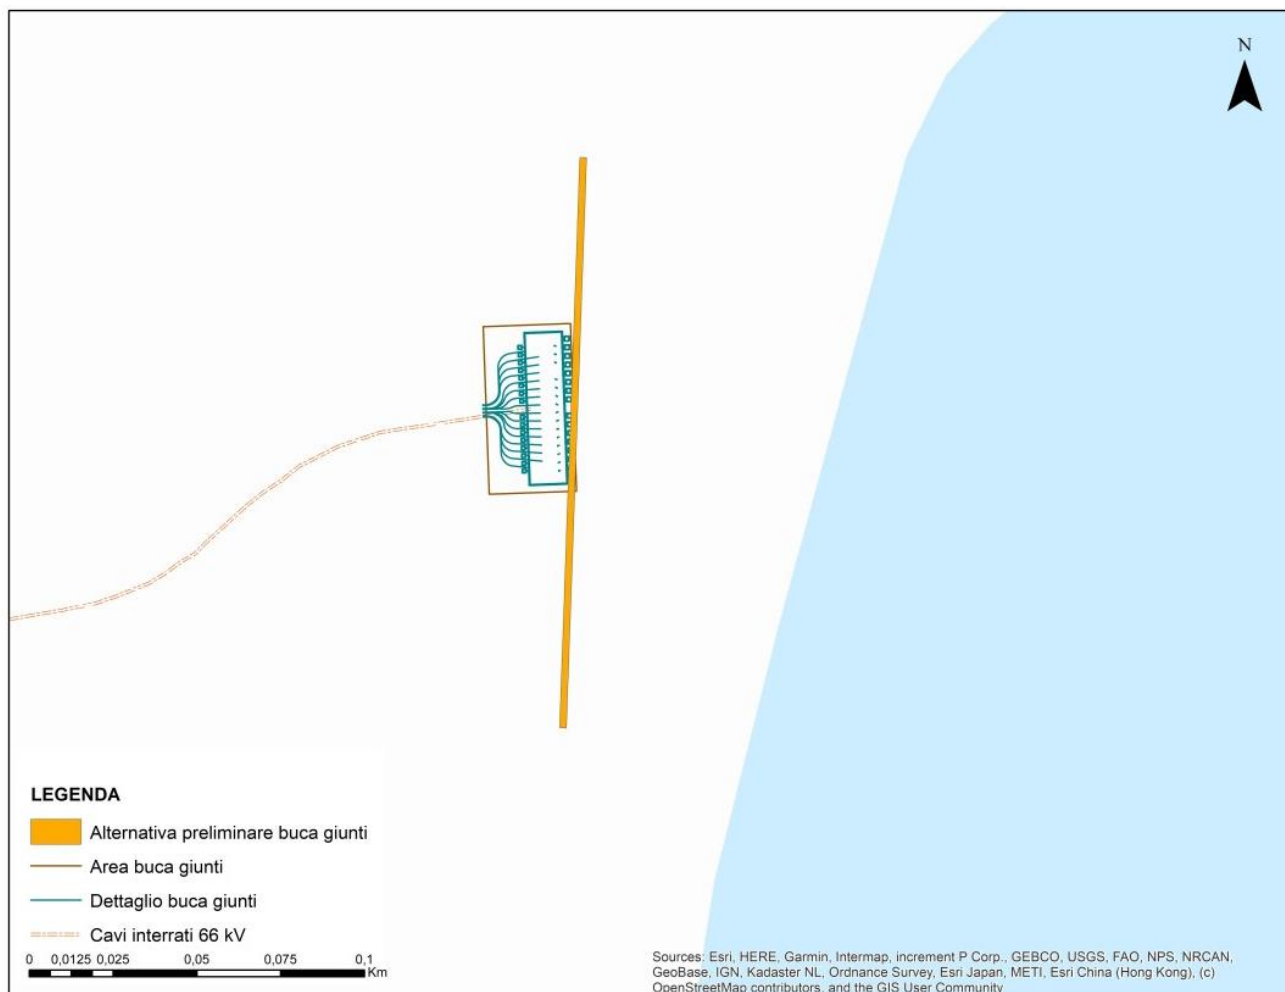 N
LEGENDA
Alternativa preliminare buca giunti
Area buca giunti
Dettaglio buca giunti
Cavi interrati 66 kV
0 0,0125 0,025 0,05 0,075 0,1
Km
Sources: Esri, HERE, Garmin, Intermap, increment P Corp., GEBCO, USGS, FAO, NPS, NRCAN,
GeoBase, IGN, Kadaster NL, Ordnance Survey, Esri Japan, METI, Esri China (Hong Kong), (c)
OpenStreetMap contributors, and the GIS User Community